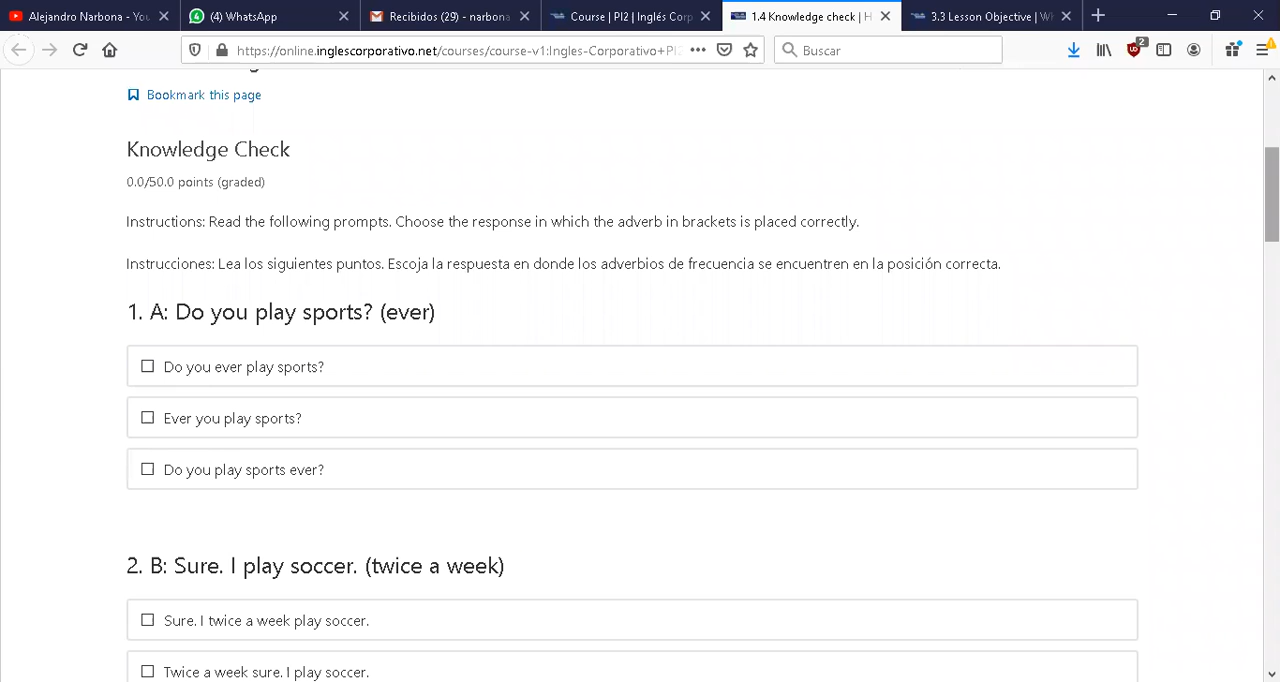 Alejandro Narbona - You
(4) WhatsApp
Recibidos (29) - narbona
Course | PI2 | Inglés Corp
1.4 Knowledge check | H
3.3 Lesson Objective | Wh
https://online.inglescorporativo.net/courses/course-v1:Ingles-Corporativo+PI2
Buscar
2
Bookmark this page
Knowledge Check
0.0/50.0 points (graded)
Instructions: Read the following prompts. Choose the response in which the adverb in brackets is placed correctly.
Instrucciones: Lea los siguientes puntos. Escoja la respuesta en donde los adverbios de frecuencia se encuentren en la posición correcta.
1. A: Do you play sports? (ever)
Do you ever play sports?
Ever you play sports?
Do you play sports ever?
2. B: Sure. I play soccer. (twice a week)
Sure. I twice a week play soccer.
Twice a week sure. I play soccer.